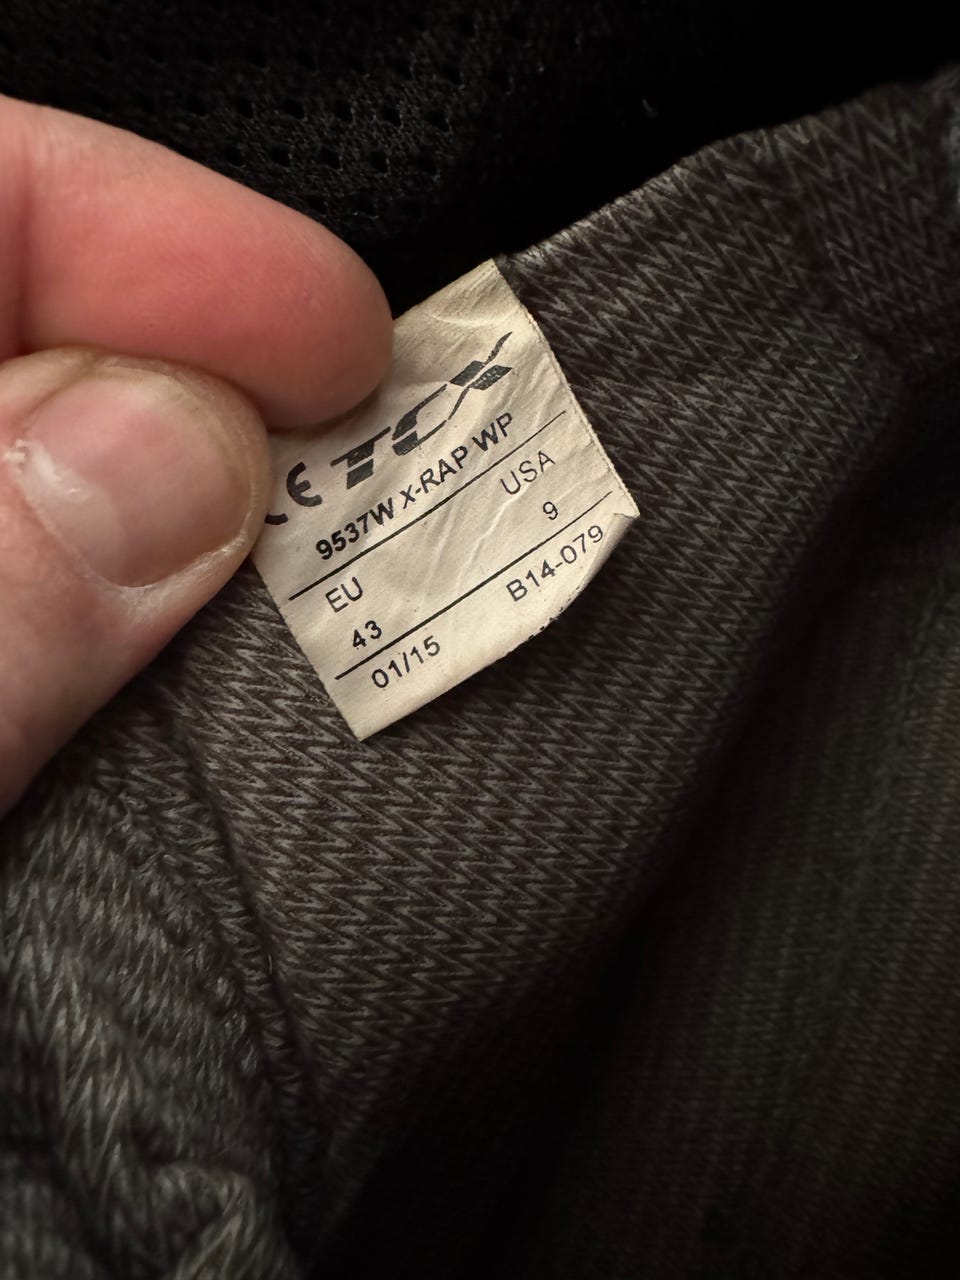 CE TCX
9537W X-RAP WP
EU USA
43 9
01/15 B14-079